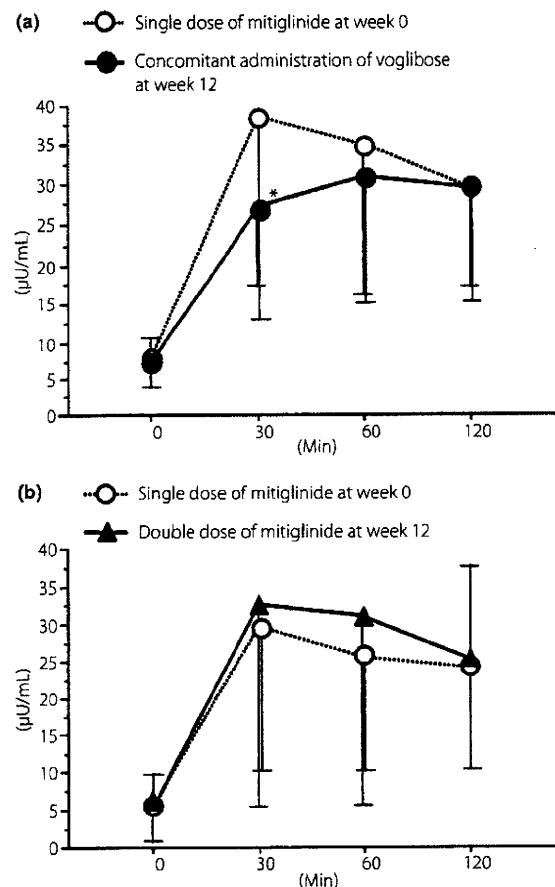 (a)
Single dose of mitiglinide at week 0
Concomitant administration of voglibose
at week 12
40
35
30
25
20
15
10
5
0
(µU/mL)
*
0
30
60
120
(Min)
(b)
Single dose of mitiglinide at week 0
Double dose of mitiglinide at week 12
40
35
30
25
20
15
10
5
0
(µU/mL)
0
30
60
120
(Min)